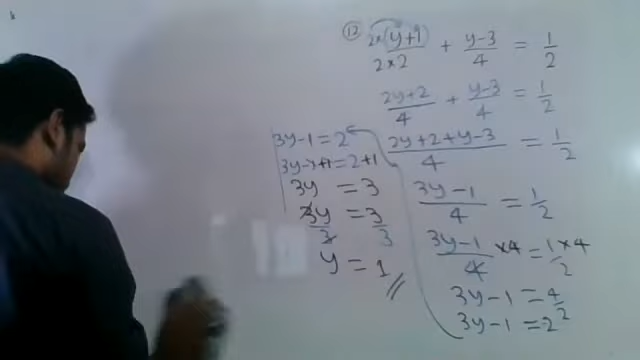 12) 2×(y+1)/2×2 + y-3/4 = 1/2
2y+2/4 + y-3/4 = 1/2
2y+2+y-3/4 = 1/2
3y-1/4 = 1/2
3y-1/4 ×4 = 1×4/2
3y-1 = 4/2
3y-1 = 2
3y-1 = 2
3y-1+1 = 2+1
3y = 3
3y/3 = 3/3
y = 1